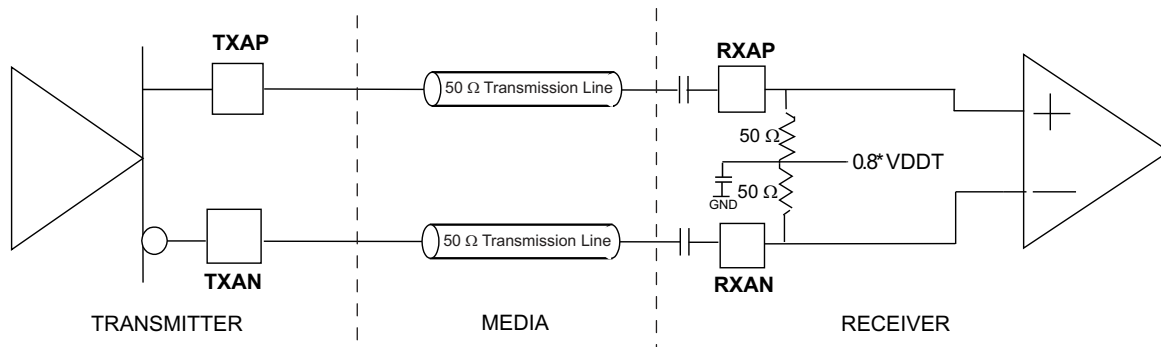 TXAP
RXAP
50 Ω Transmission Line
+
50 Ω
0.8* VDDT
GND
50 Ω
—
50 Ω Transmission Line
TXAN
RXAN
TRANSMITTER
MEDIA
RECEIVER